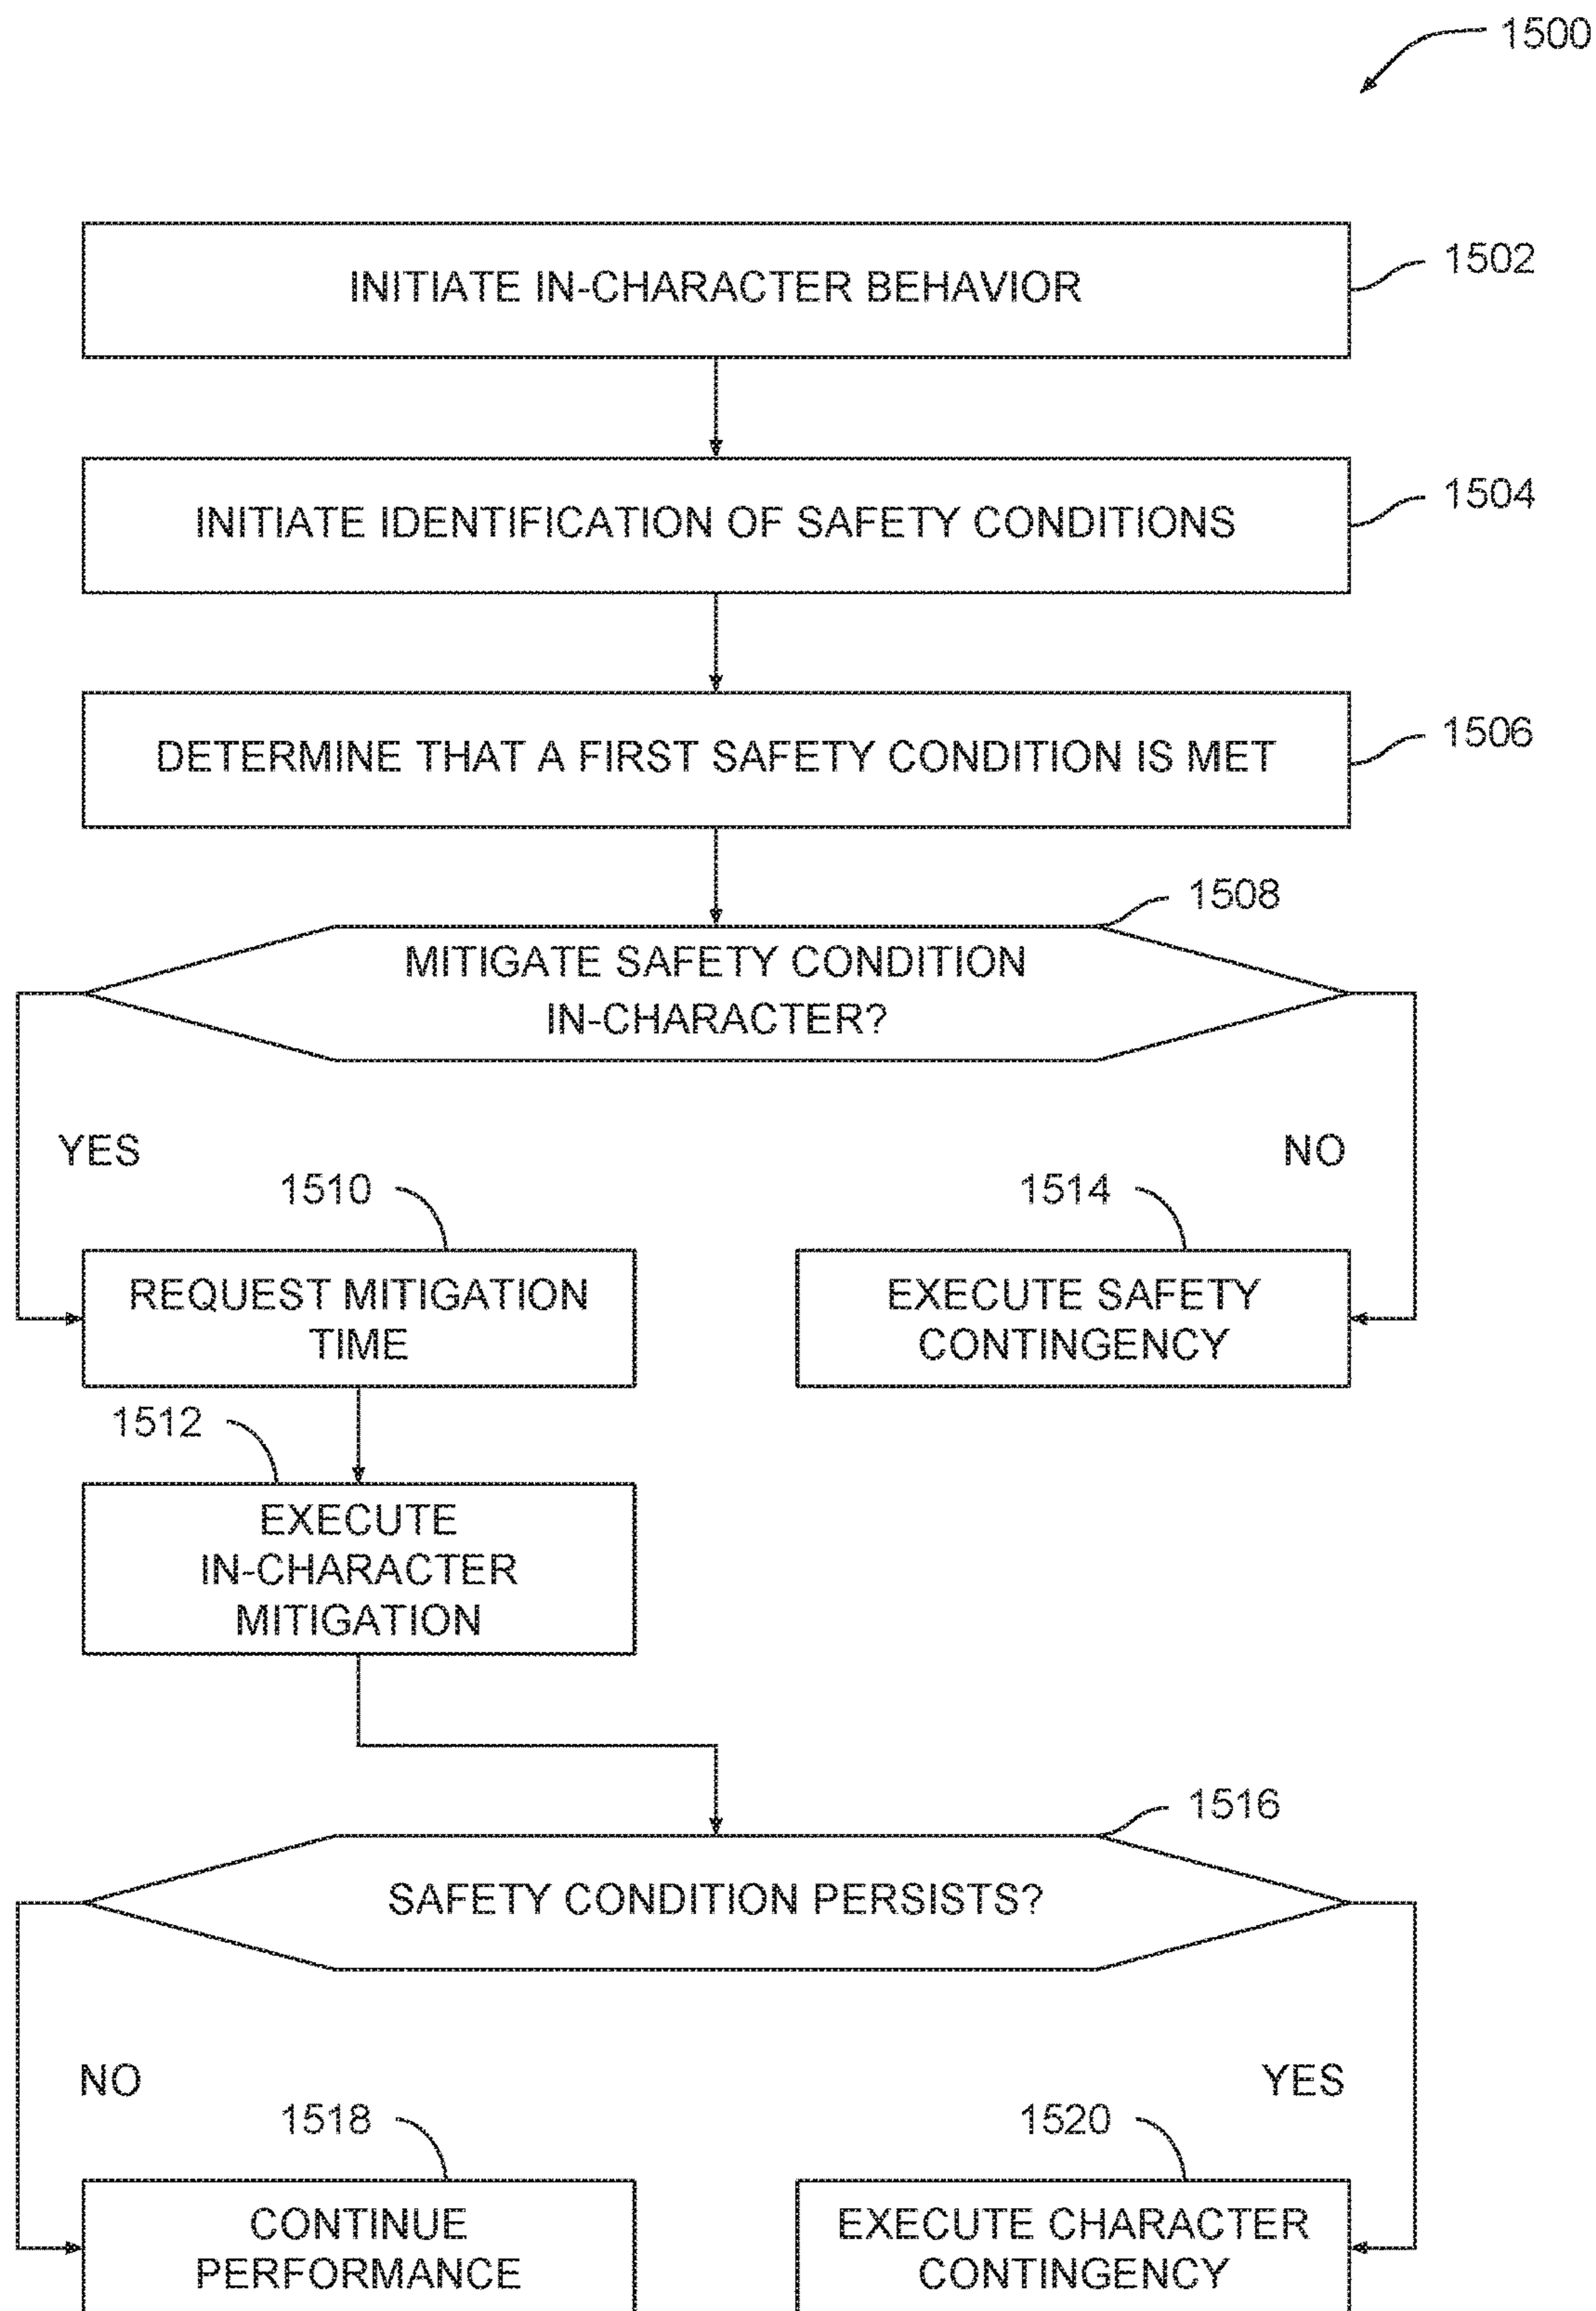 1500
INITIATE IN-CHARACTER BEHAVIOR
1502
INITIATE IDENTIFICATION OF SAFETY CONDITIONS
1504
DETERMINE THAT A FIRST SAFETY CONDITION IS MET
1506
1508
MITIGATE SAFETY CONDITION
IN-CHARACTER?
YES
NO
1510
1514
REQUEST MITIGATION
TIME
EXECUTE SAFETY
CONTINGENCY
1512
EXECUTE
IN-CHARACTER
MITIGATION
1516
SAFETY CONDITION PERSISTS?
NO
YES
1518
1520
CONTINUE
PERFORMANCE
EXECUTE CHARACTER
CONTINGENCY